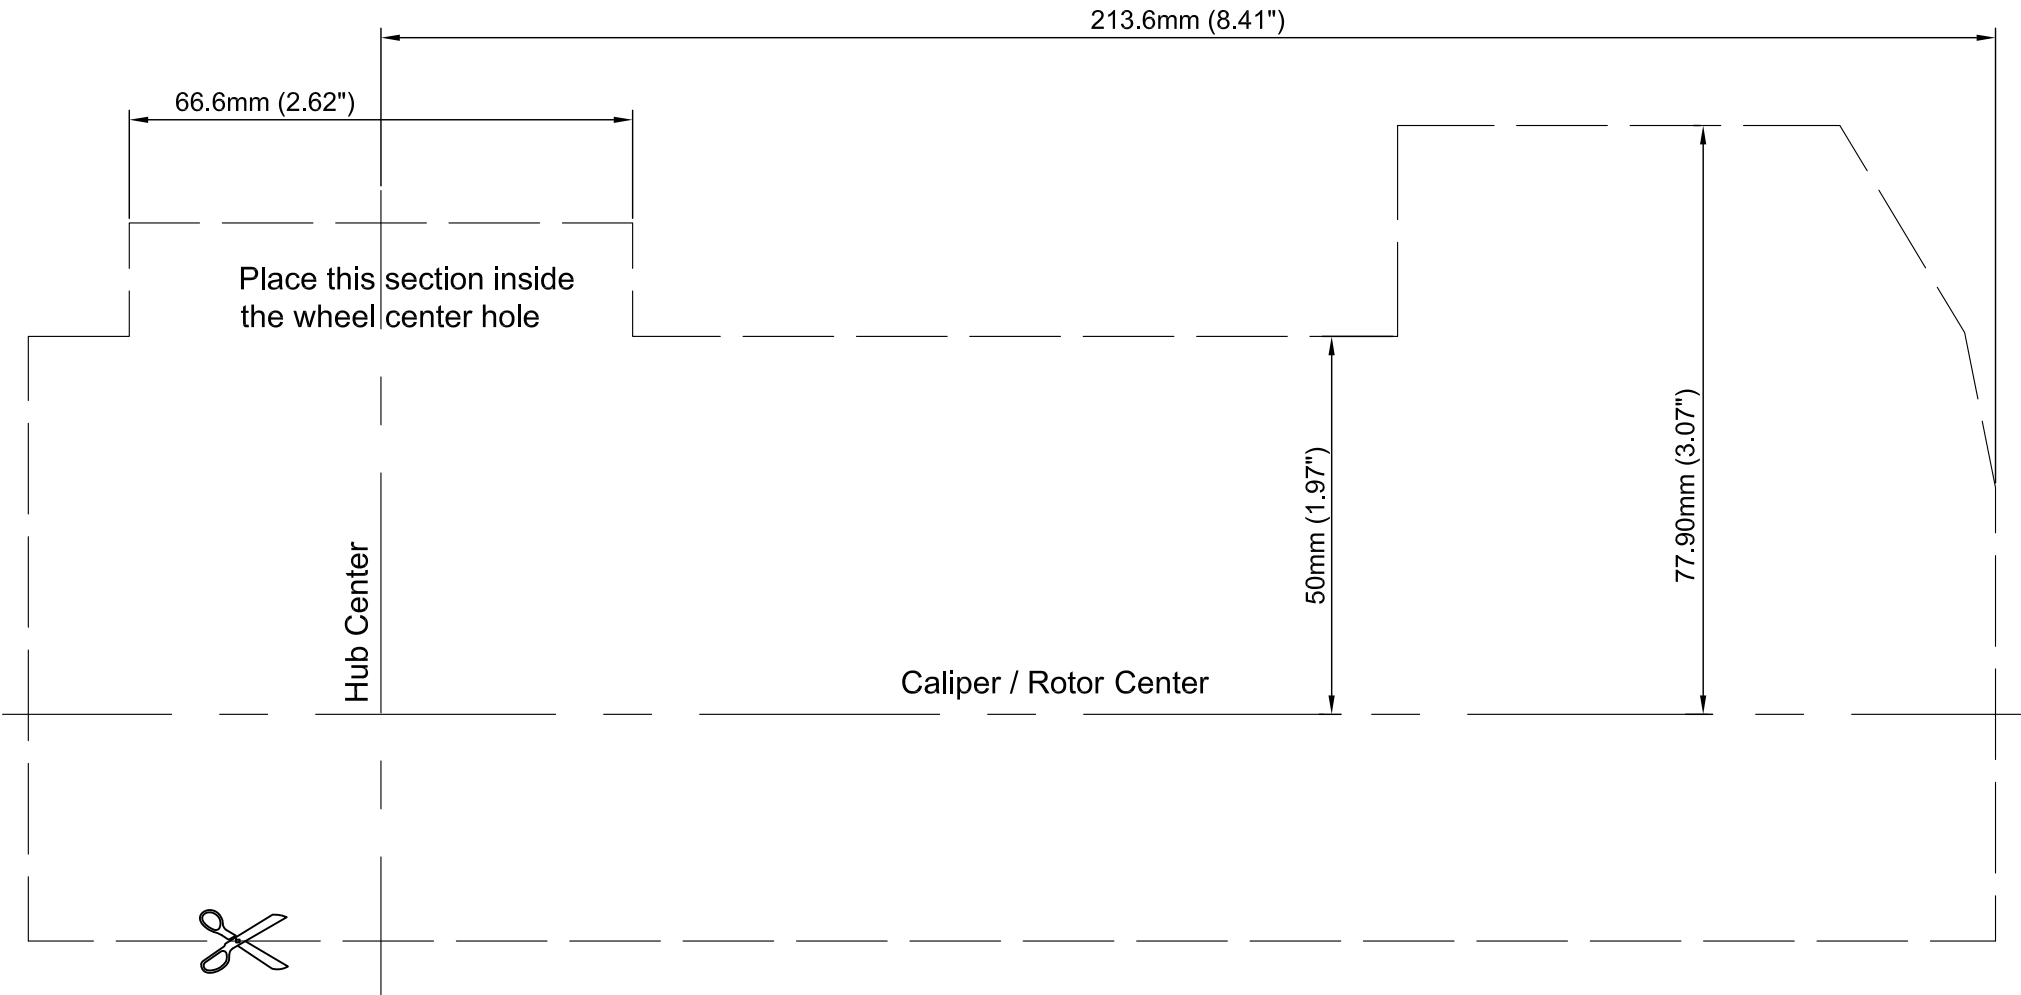 213.6mm (8.41")
66.6mm (2.62")
Place this section inside
the wheel center hole
50mm (1.97")
77.90mm (3.07")
Hub Center
Caliper / Rotor Center